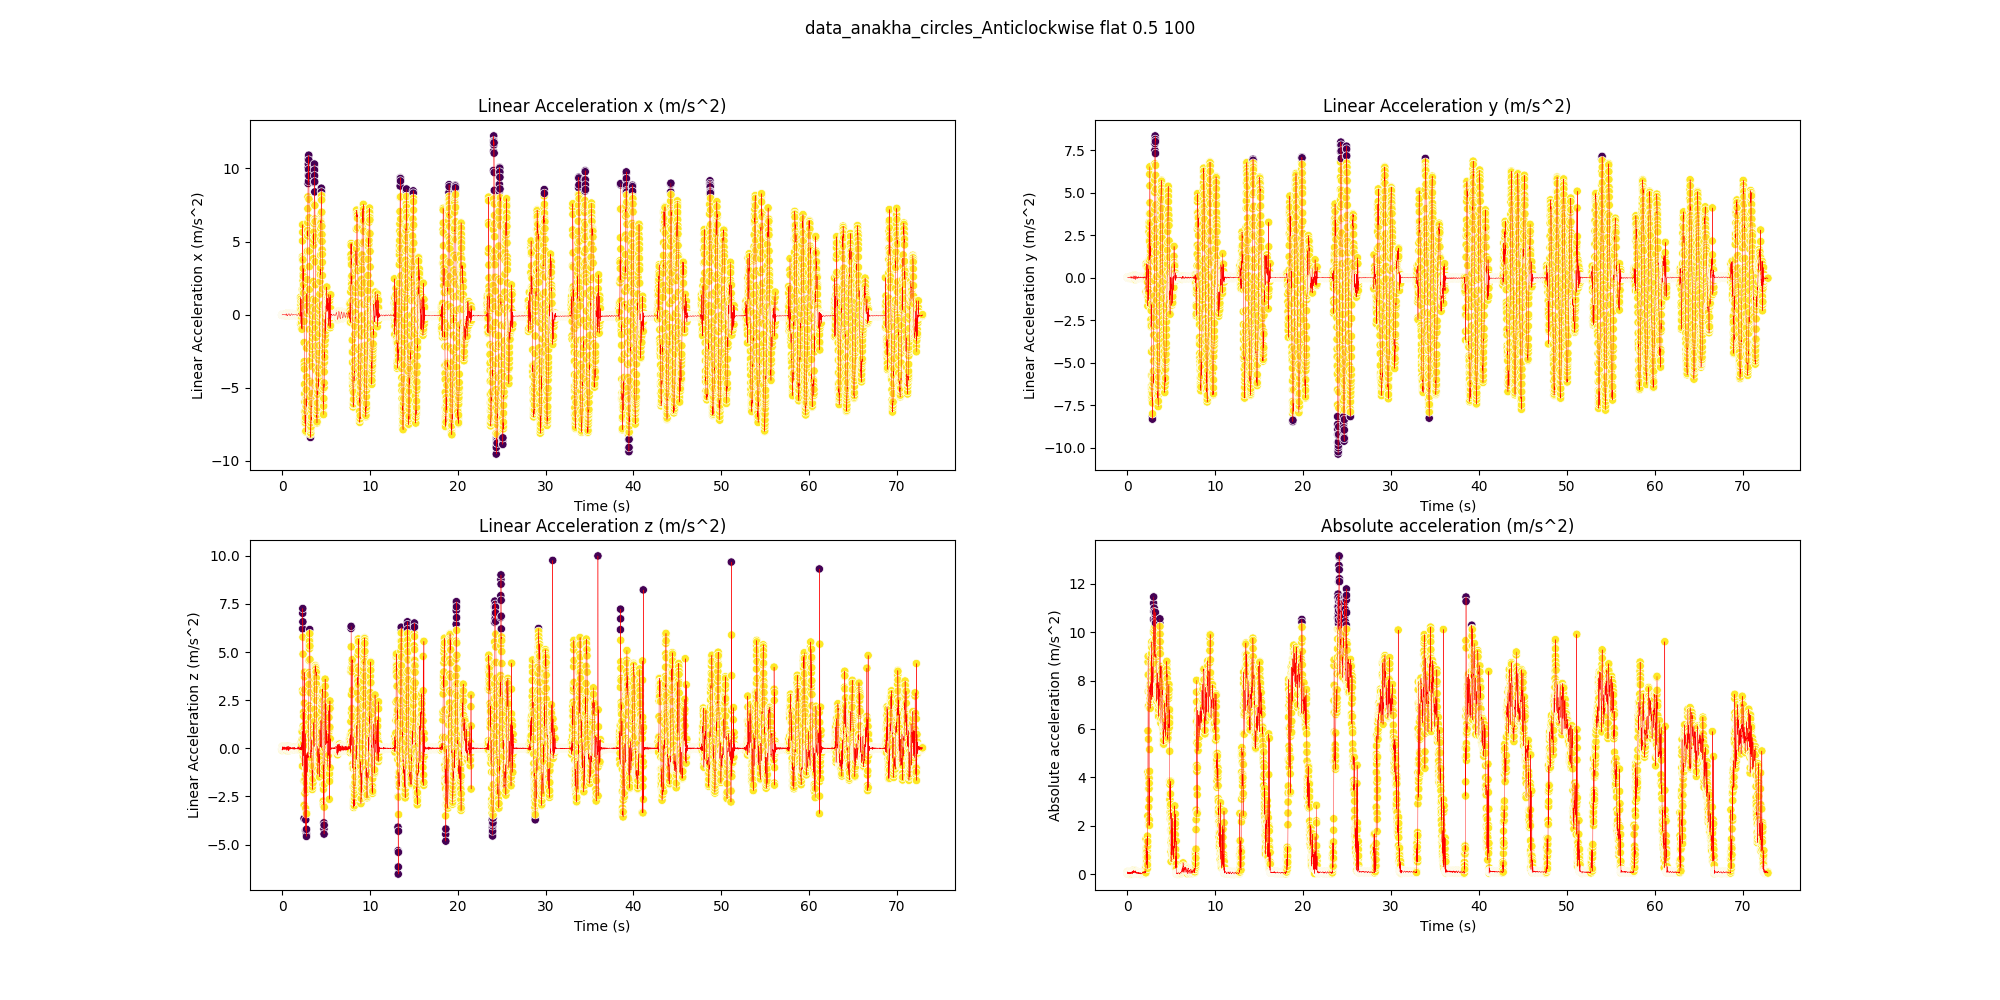 data_anakha_circles_Anticlockwise flat 0.5 100
Linear Acceleration x (m/s^2)
Linear Acceleration x (m/s^2)
10
5
0
−5
−10
0 10 20 30 40 50 60 70
Time (s)
Linear Acceleration y (m/s^2)
Linear Acceleration y (m/s^2)
7.5
5.0
2.5
0.0
−2.5
−5.0
−7.5
−10.0
0 10 20 30 40 50 60 70
Time (s)
Linear Acceleration z (m/s^2)
Linear Acceleration z (m/s^2)
10.0
7.5
5.0
2.5
0.0
−2.5
−5.0
0 10 20 30 40 50 60 70
Time (s)
Absolute acceleration (m/s^2)
Absolute acceleration (m/s^2)
12
10
8
6
4
2
0
0 10 20 30 40 50 60 70
Time (s)